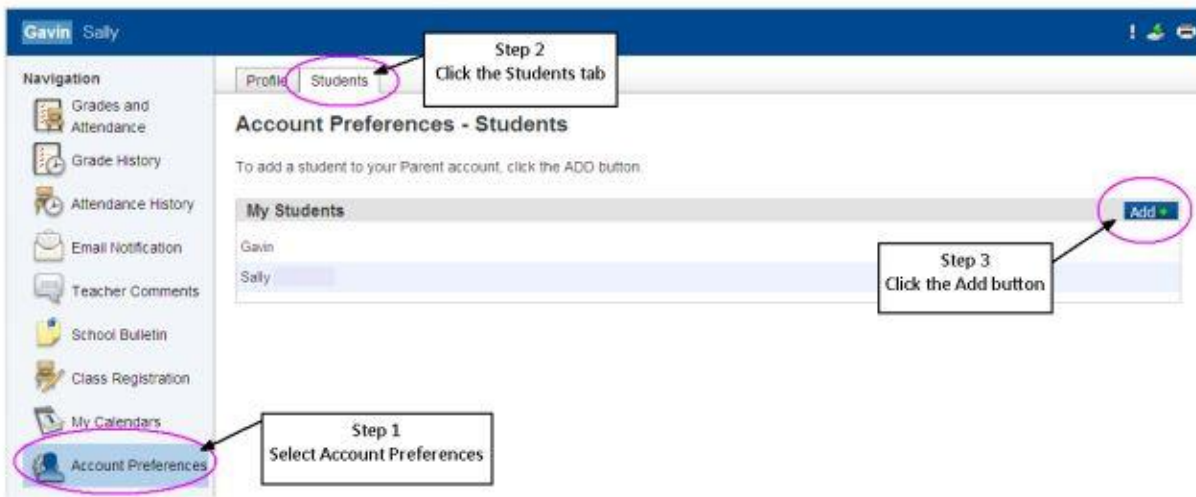 Gavin Sally
Navigation
Grades and
Attendance
Grade History
Attendance History
Email Notification
Teacher Comments
School Bulletin
Class Registration
My Calendars
Account Preferences
Profile Students
Step 2
Click the Students tab
Account Preferences - Students
To add a student to your Parent account, click the ADD button.
My Students
Add +
Gavin
Sally
Step 3
Click the Add button
Step 1
Select Account Preferences